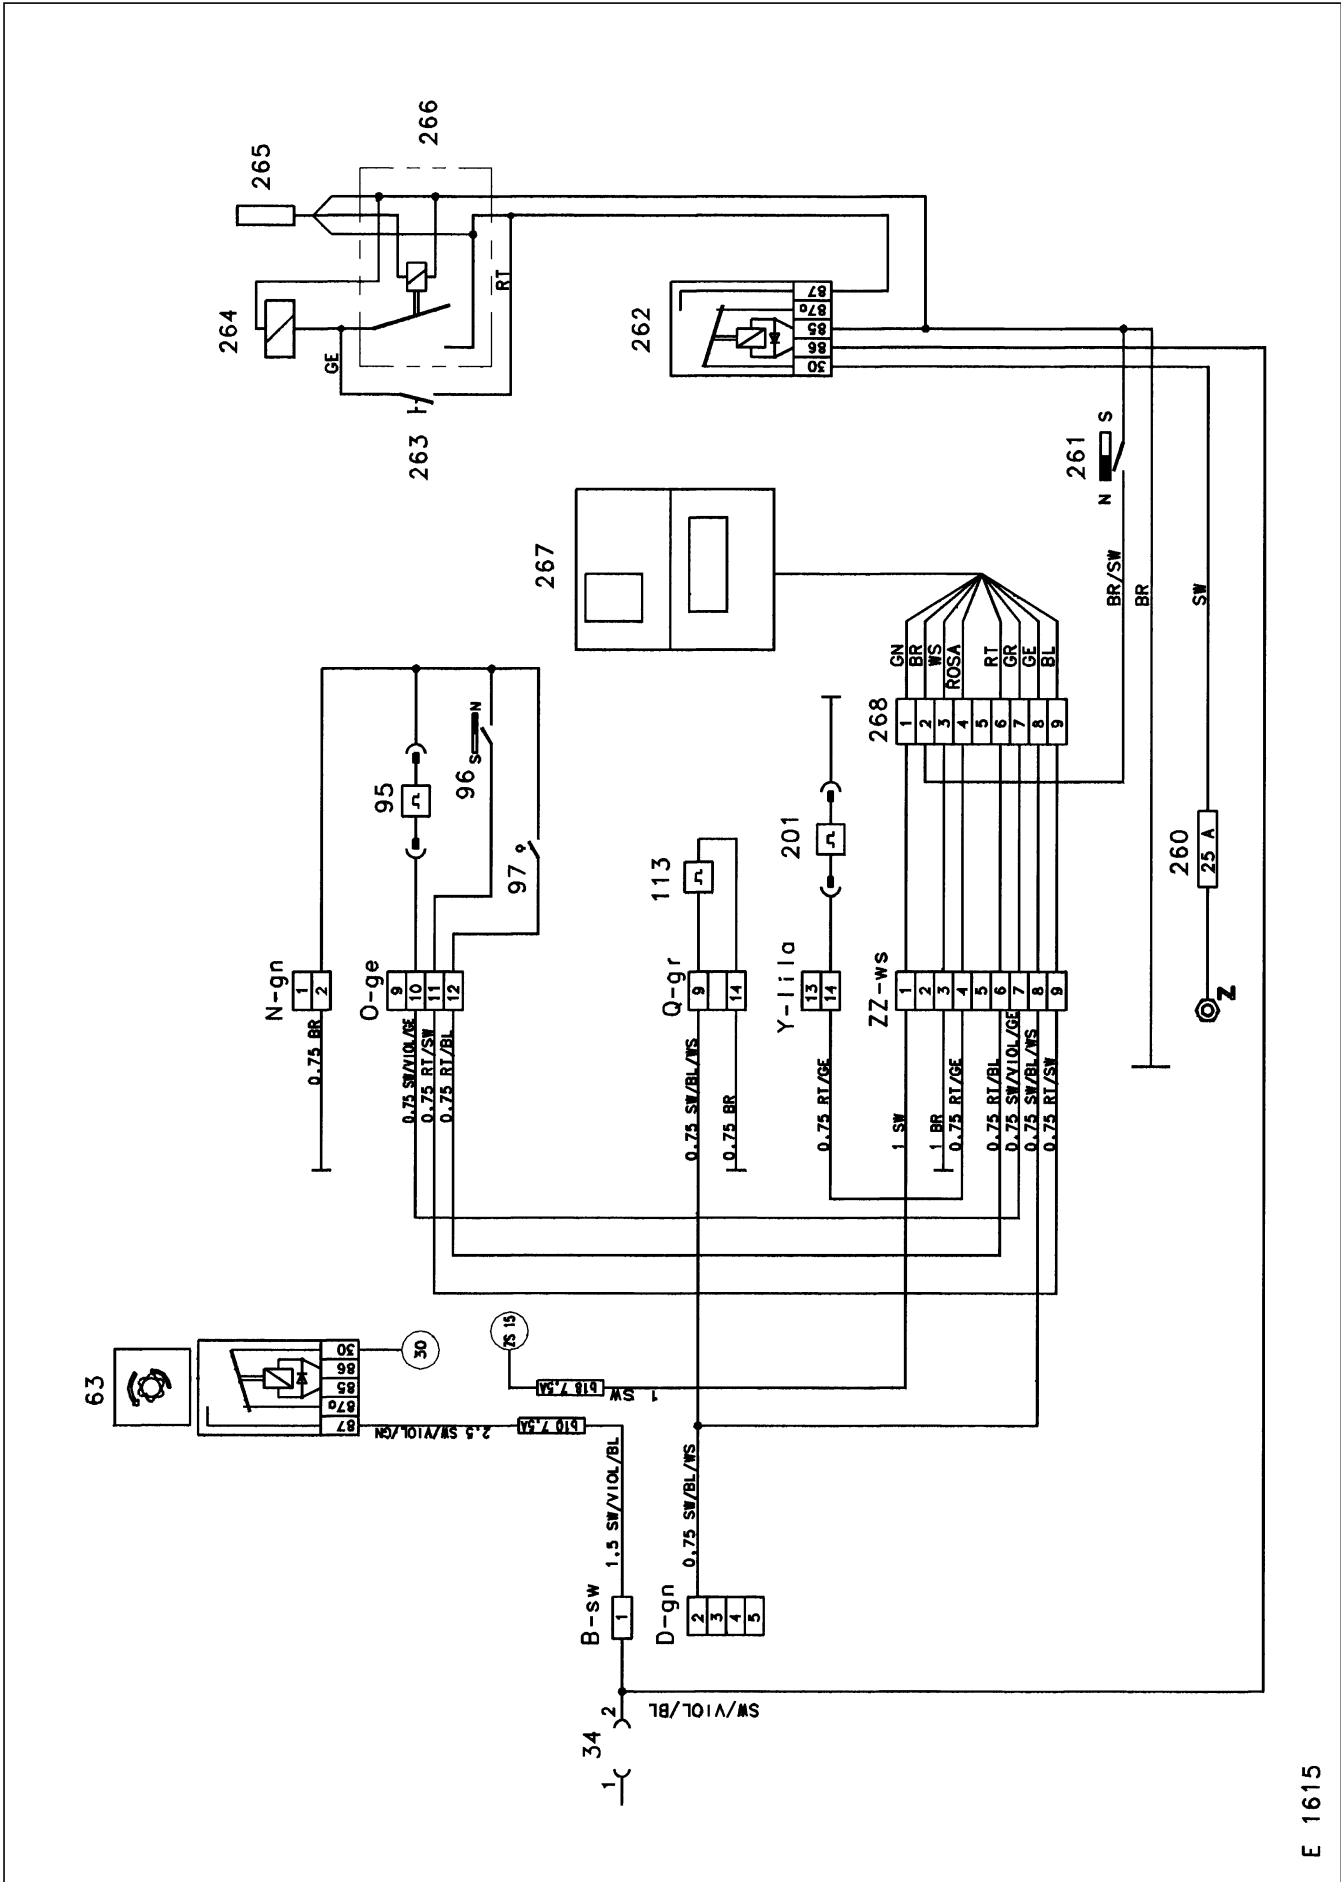 265
266
264
GE
RT
263
262
87
87a
85
86
30
261
N
S
267
BR/SW
BR
SW
GN
BR
WS
ROSA
RT
GR
GE
BL
268
1
2
3
4
5
6
7
8
9
95
96
S
N
97
113
201
260
25 A
Z
N-gn
1
2
0.75 BR
O-ge
9
10
11
12
0.75 SW/VIOL/GE
0.75 RT/SW
0.75 RT/BL
Q-gr
9
14
0.75 SW/BL/WS
0.75 BR
Y-lila
13
14
0.75 RT/GE
ZZ-ws
1
2
3
4
5
6
7
8
9
1 SW
1 BR
0.75 RT/GE
0.75 RT/BL
0.75 SW/VIOL/GE
0.75 SW/BL/WS
0.75 RT/SW
63
30
86
85
87a
87
30
ZS 15
b18 7.5A
1 SW
b10 7.5A
2.5 SW/VIOL/GN
1.5 SW/VIOL/BL
0.75 SW/BL/WS
B-sw
1
D-gn
2
3
4
5
34
1
2
SW/VIOL/BL
E 1615